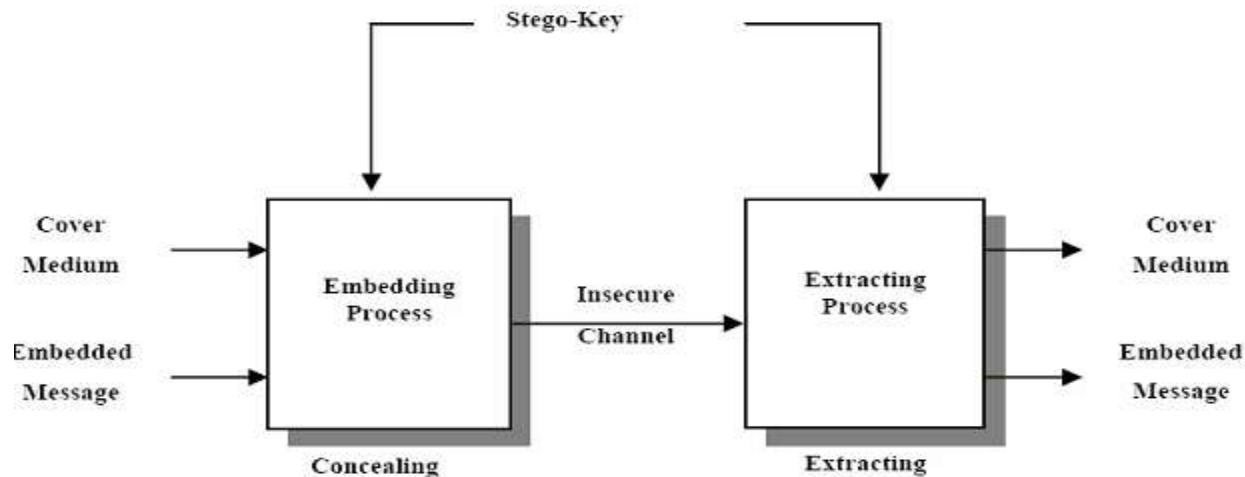 Stego-Key
Cover
Medium
Embedded
Message
Embedding
Process
Insecure
Channel
Extracting
Process
Cover
Medium
Embedded
Message
Concealing
Extracting